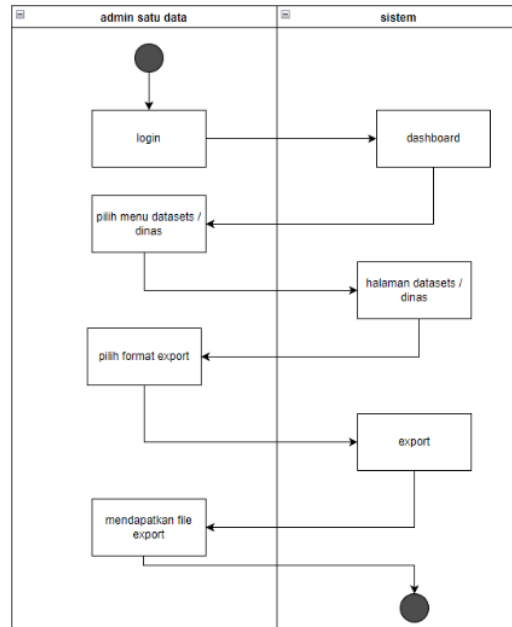 admin satu data
sistem
login
dashboard
pilih menu datasets /
dinas
halaman datasets /
dinas
pilih format export
export
mendapatkan file
export